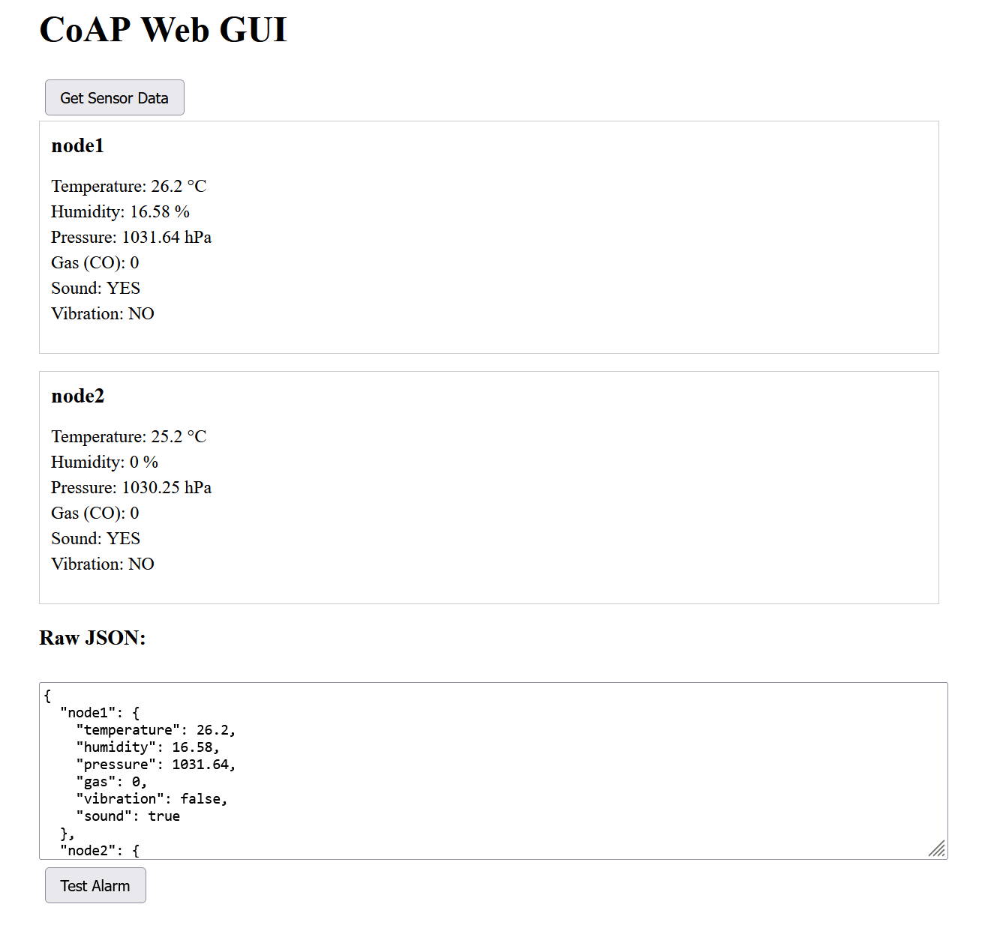 CoAP Web GUI
Get Sensor Data
node1
Temperature: 26.2 °C
Humidity: 16.58 %
Pressure: 1031.64 hPa
Gas (CO): 0
Sound: YES
Vibration: NO
node2
Temperature: 25.2 °C
Humidity: 0 %
Pressure: 1030.25 hPa
Gas (CO): 0
Sound: YES
Vibration: NO
Raw JSON:
{
  "node1": {
    "temperature": 26.2,
    "humidity": 16.58,
    "pressure": 1031.64,
    "gas": 0,
    "vibration": false,
    "sound": true
  },
  "node2": {
Test Alarm